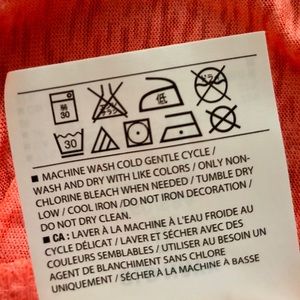 30
低
30
■ MACHINE WASH COLD GENTLE CYCLE /
WASH AND DRY WITH LIKE COLORS / ONLY NON-
CHLORINE BLEACH WHEN NEEDED / TUMBLE DRY
LOW / COOL IRON /DO NOT IRON DECORATION /
DO NOT DRY CLEAN.
■ CA : LAVER À LA MACHINE À L'EAU FROIDE AU
CYCLE DÉLICAT / LAVER ET SÉCHER AVEC DES
COULEURS SEMBLABLES / UTILISER AU BESOIN UN
AGENT DE BLANCHIMENT SANS CHLORE
UNIQUEMENT / SÉCHER À LA MACHINE À BASSE